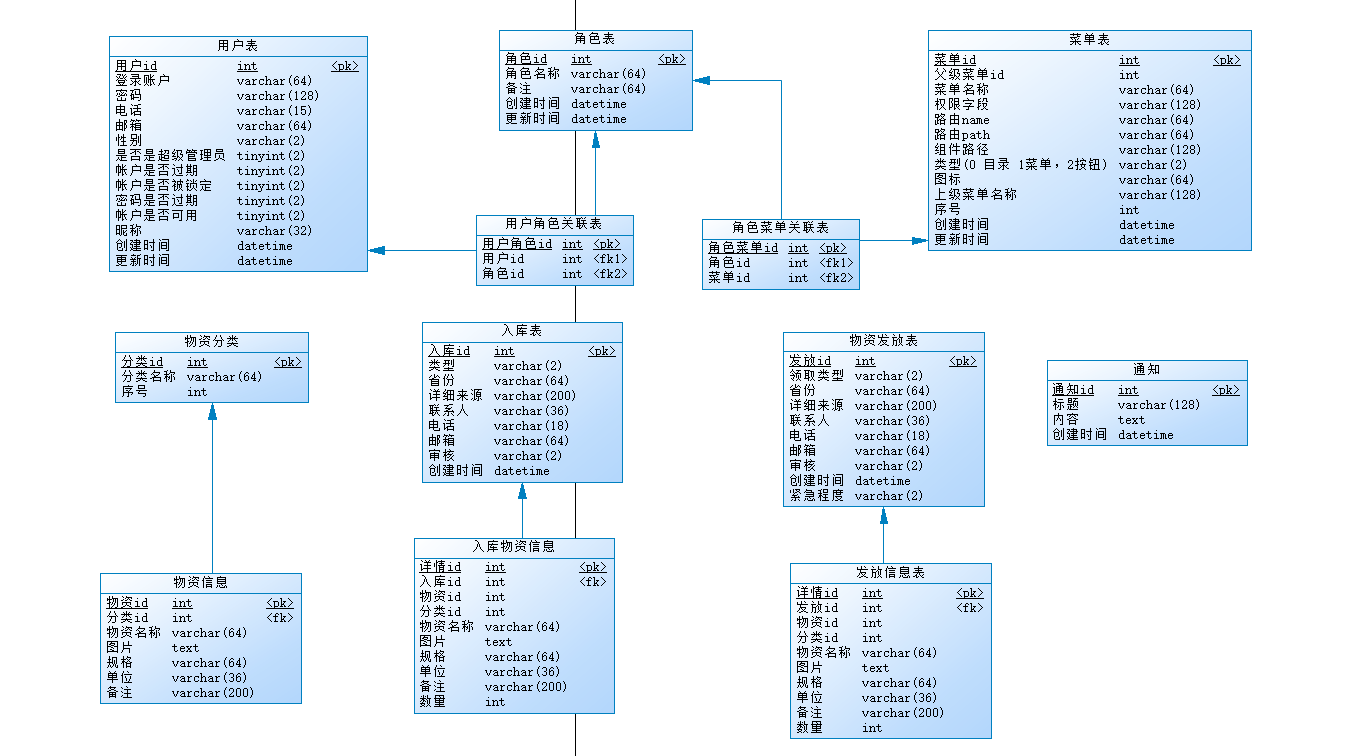 用户表
用户id int <pk>
登录账户 varchar(64)
密码 varchar(128)
电话 varchar(15)
邮箱 varchar(64)
性别 varchar(2)
是否是超级管理员 tinyint(2)
帐户是否过期 tinyint(2)
帐户是否被锁定 tinyint(2)
密码是否过期 tinyint(2)
帐户是否可用 tinyint(2)
昵称 varchar(32)
创建时间 datetime
更新时间 datetime
角色表
角色id int <pk>
角色名称 varchar(64)
备注 varchar(64)
创建时间 datetime
更新时间 datetime
菜单表
菜单id int <pk>
父级菜单id int
菜单名称 varchar(64)
权限字段 varchar(128)
路由name varchar(64)
路由path varchar(64)
组件路径 varchar(128)
类型(0 目录 1菜单，2按钮) varchar(2)
图标 varchar(64)
上级菜单名称 varchar(128)
序号 int
创建时间 datetime
更新时间 datetime
用户角色关联表
用户角色id int <pk>
用户id int <fk1>
角色id int <fk2>
角色菜单关联表
角色菜单id int <pk>
角色id int <fk1>
菜单id int <fk2>
物资分类
分类id int <pk>
分类名称 varchar(64)
序号 int
入库表
入库id int <pk>
类型 varchar(2)
省份 varchar(64)
详细来源 varchar(200)
联系人 varchar(36)
电话 varchar(18)
邮箱 varchar(64)
审核 varchar(2)
创建时间 datetime
物资发放表
发放id int <pk>
领取类型 varchar(2)
省份 varchar(64)
详细来源 varchar(200)
联系人 varchar(36)
电话 varchar(18)
邮箱 varchar(64)
审核 varchar(2)
创建时间 datetime
紧急程度 varchar(2)
通知
通知id int <pk>
标题 varchar(128)
内容 text
创建时间 datetime
物资信息
物资id int <pk>
分类id int <fk>
物资名称 varchar(64)
图片 text
规格 varchar(64)
单位 varchar(36)
备注 varchar(200)
入库物资信息
详情id int <pk>
入库id int <fk>
物资id int
分类id int
物资名称 varchar(64)
图片 text
规格 varchar(64)
单位 varchar(36)
备注 varchar(200)
数量 int
发放信息表
详情id int <pk>
发放id int <fk>
物资id int
分类id int
物资名称 varchar(64)
图片 text
规格 varchar(64)
单位 varchar(36)
备注 varchar(200)
数量 int